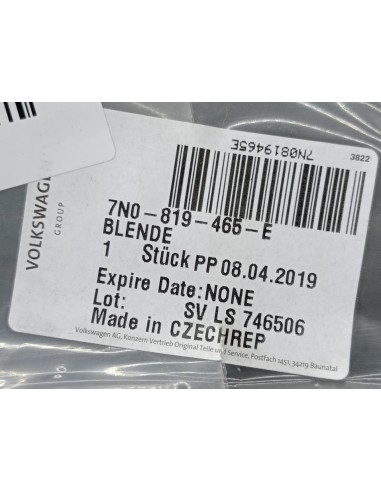 VOLKSWAGEN
GROUP
7N0819465E
3822
7N0-819-465-E
BLENDE
1 Stück PP 08.04.2019
Expire Date:NONE
Lot: SV LS 746506
Made in CZECHREP
Volkswagen AG, Konzern Vertrieb Original Teile und Service, Postfach 1451, 34219 Baunatal